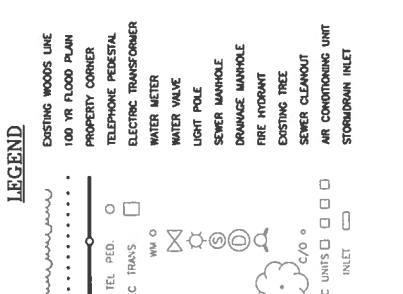 LEGEND
EXISTING WOODS LINE
100 YR FLOOD PLAIN
PROPERTY CORNER
TEL PED. TELEPHONE PEDESTAL
EC TRANS. ELECTRIC TRANSFORMER
WM WATER METER
WATER VALVE
LIGHT POLE
S SEWER MANHOLE
D DRAINAGE MANHOLE
FIRE HYDRANT
EXISTING TREE
C/O SEWER CLEANOUT
C UNITS AIR CONDITIONING UNIT
INLET STORMDRAIN INLET